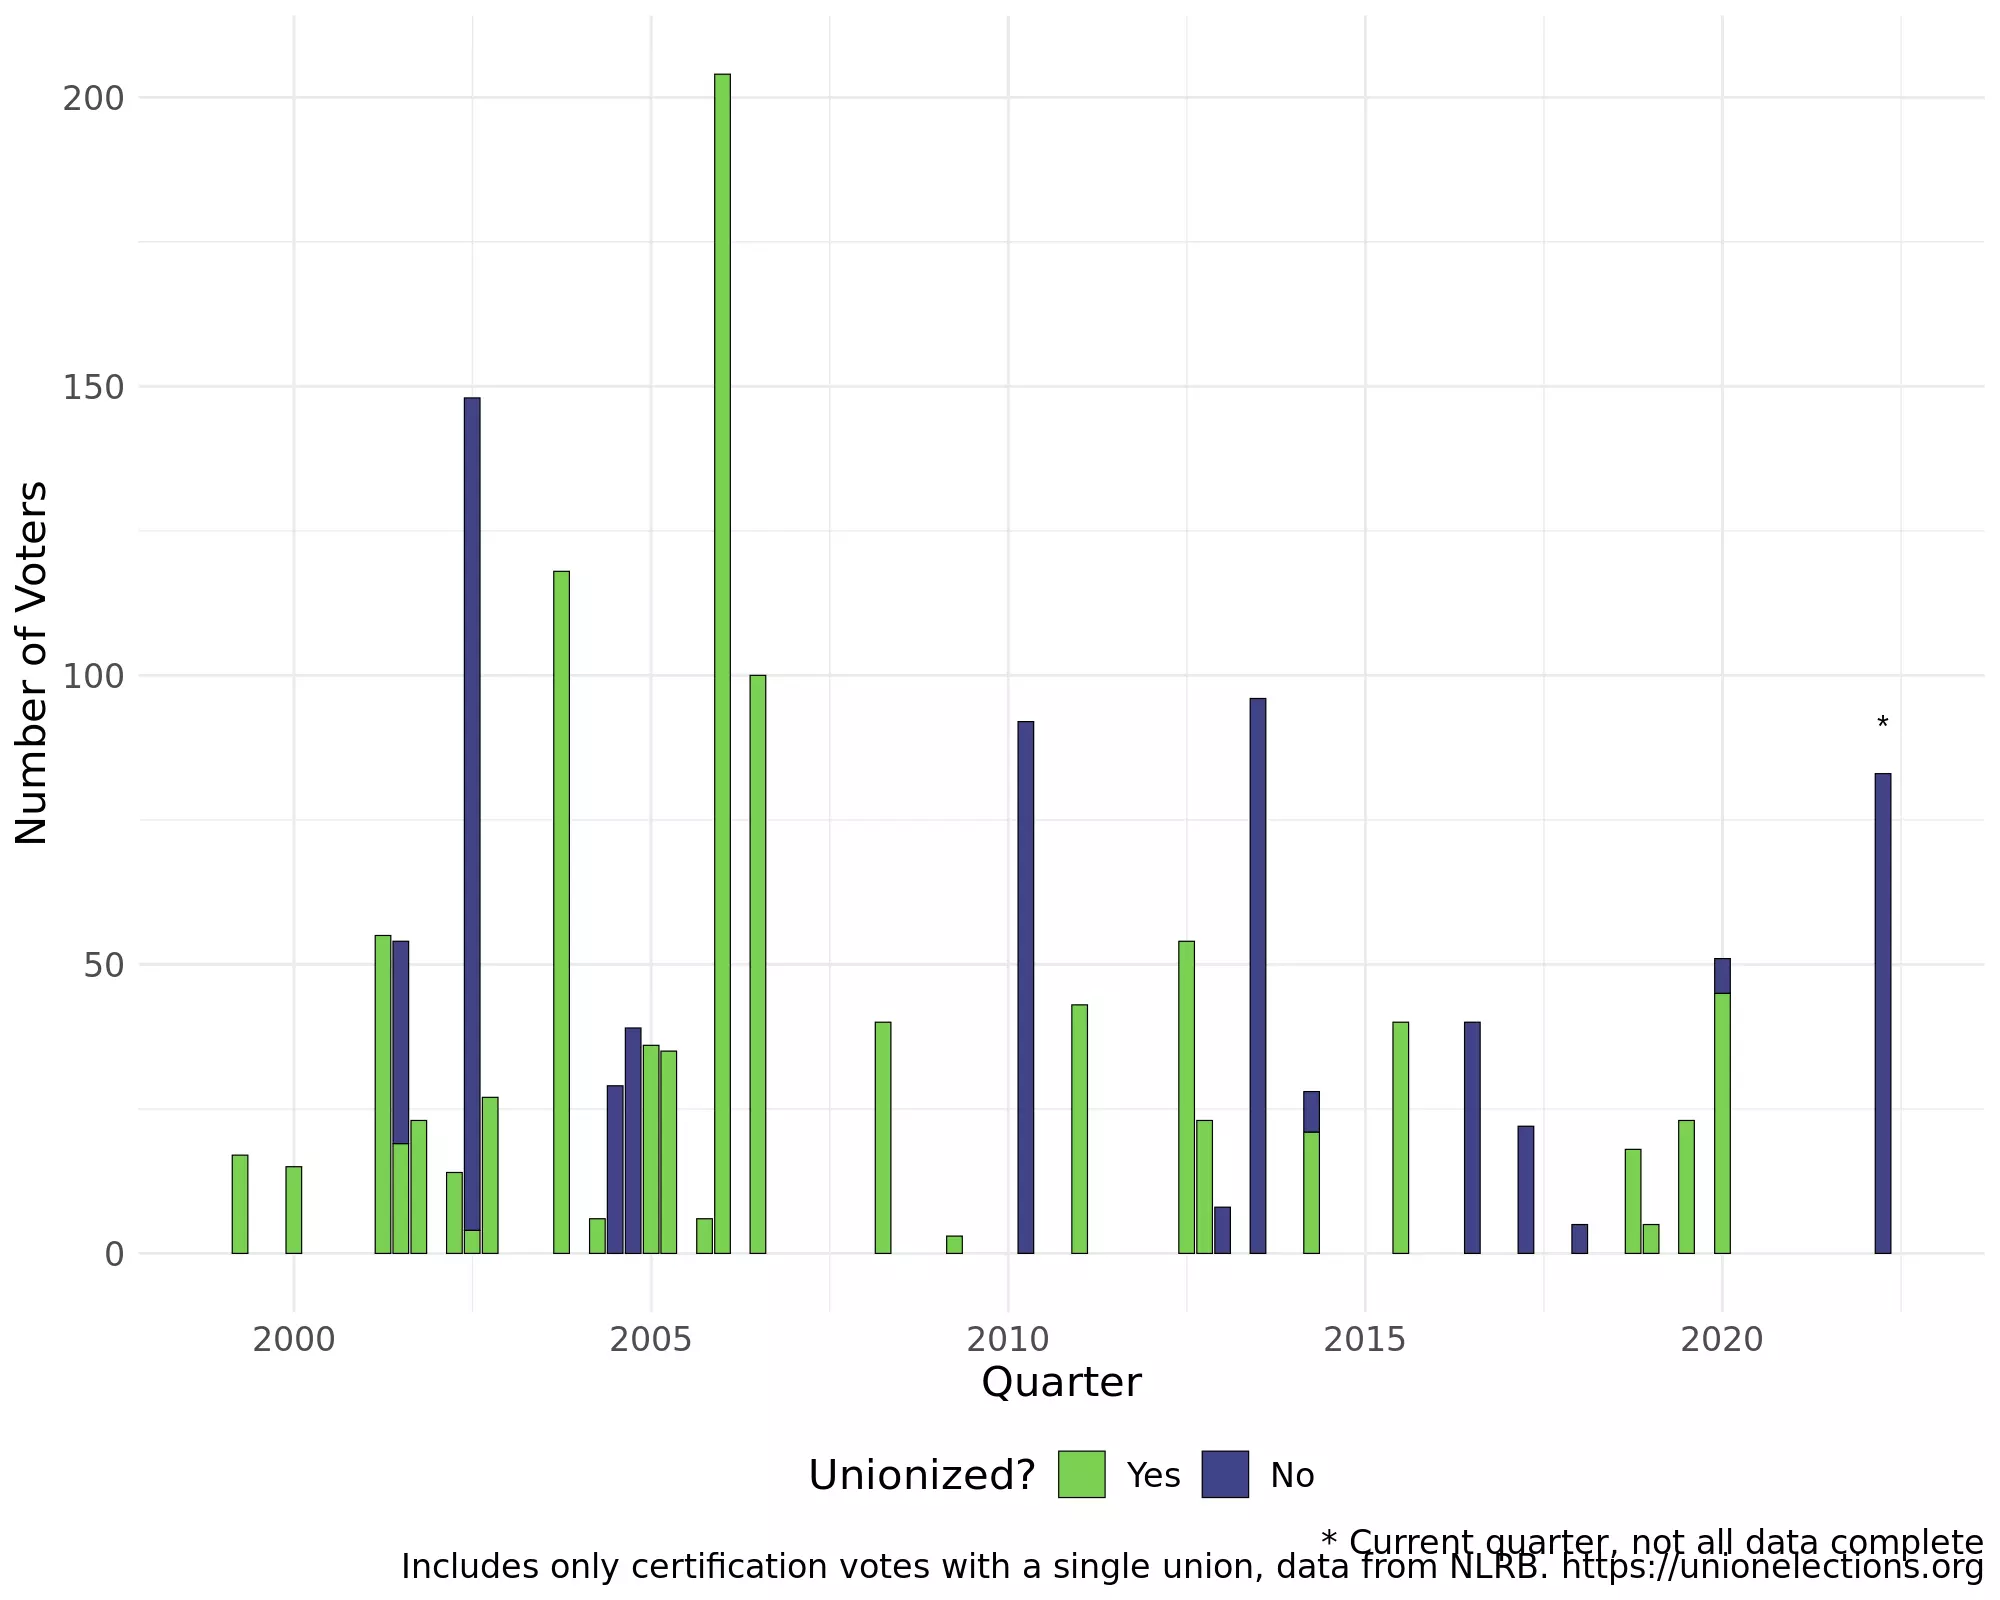 200
150
100
50
0
Number of Voters
*
2000 2005 2010 2015 2020
Quarter
Unionized? Yes No
* Current quarter, not all data complete
Includes only certification votes with a single union, data from NLRB. https://unionelections.org